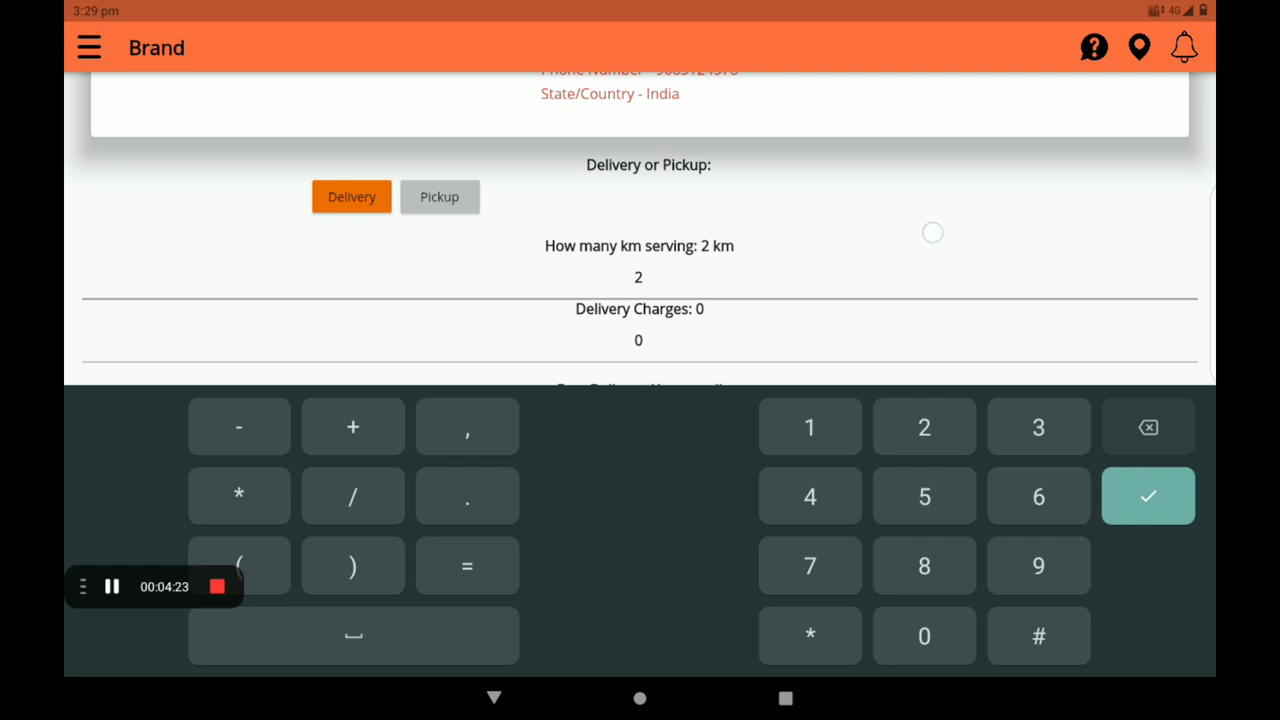 3:29 pm
4G
Brand
State/Country - India
Delivery or Pickup:
Delivery
Pickup
How many km serving: 2 km
2
Delivery Charges: 0
0
- + , 1 2 3
* / . 4 5 6
( ) = 7 8 9
00:04:23
* 0 #